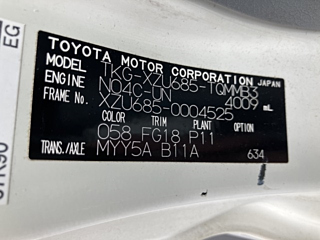 EG
TOYOTA MOTOR CORPORATION JAPAN
MODEL TKG-XZU685-TQMMB3
ENGINE N04C-UN 4009 mL
FRAME No. XZU685-0004525
COLOR TRIM PLANT OPTION
058 FG18 P11
TRANS/AXLE MYY5A B11A
634